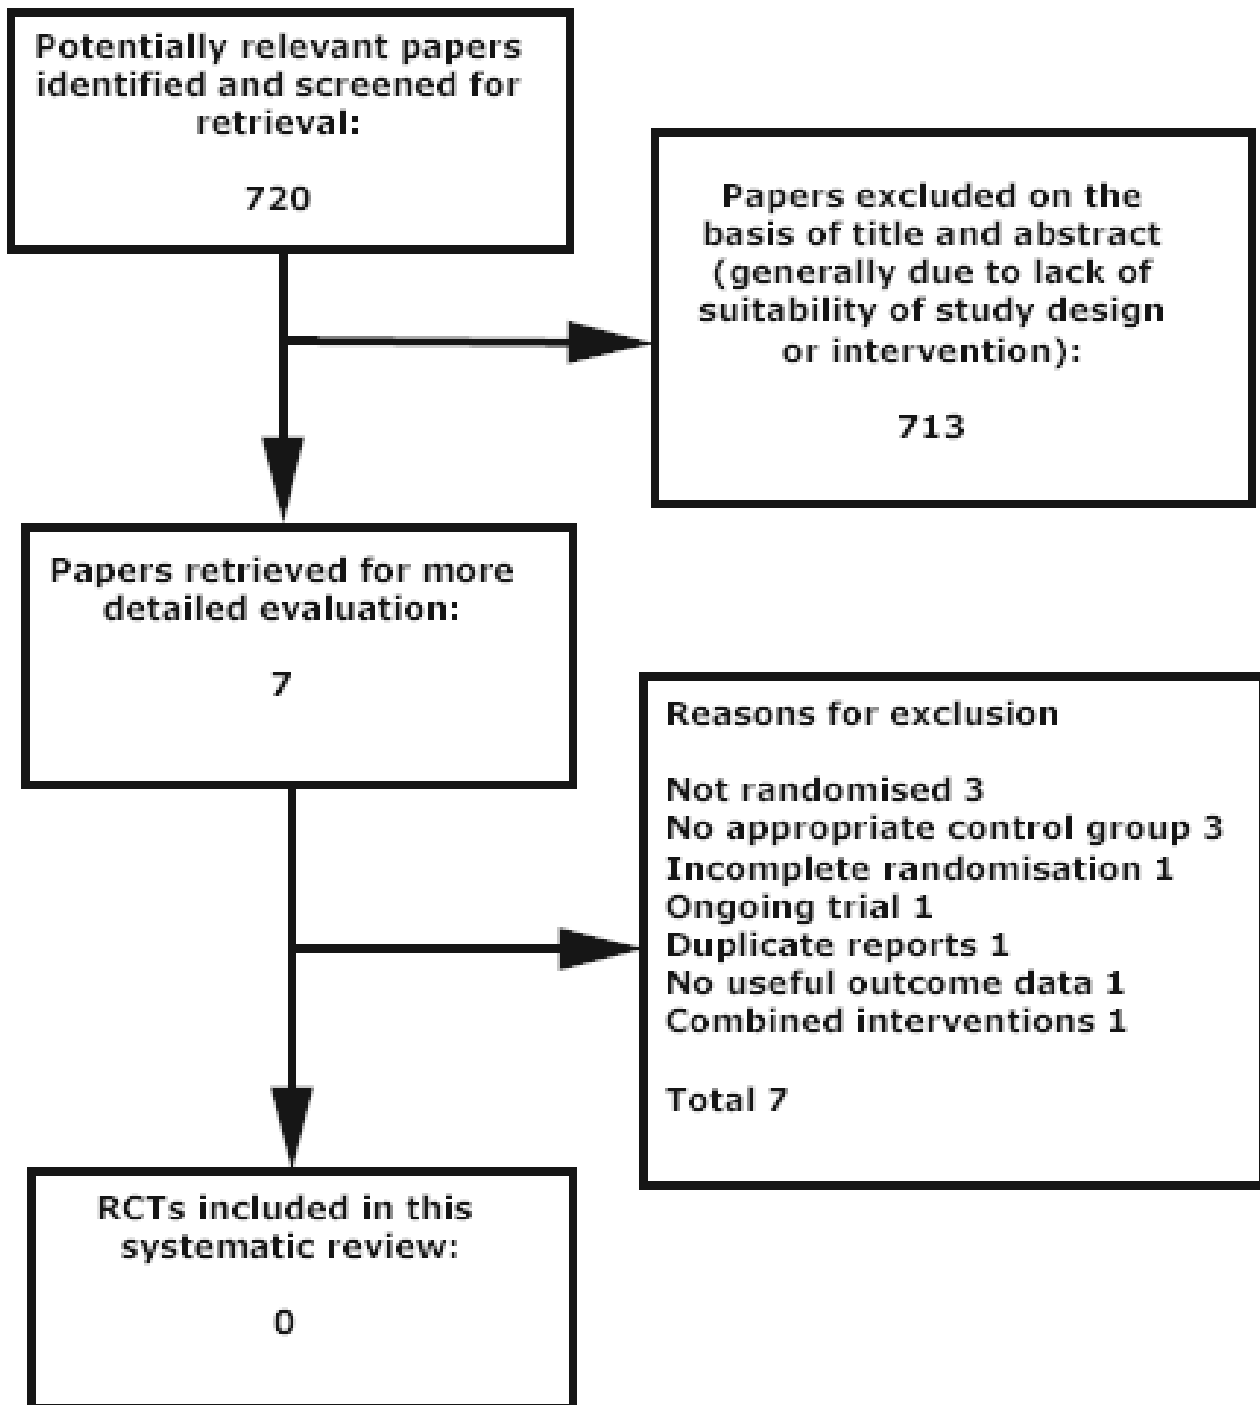 Potentially relevant papers
identified and screened for
retrieval:
720
Papers excluded on the
basis of title and abstract
(generally due to lack of
suitability of study design
or intervention):
713
Papers retrieved for more
detailed evaluation:
7
Reasons for exclusion
Not randomised 3
No appropriate control group 3
Incomplete randomisation 1
Ongoing trial 1
Duplicate reports 1
No useful outcome data 1
Combined interventions 1
Total 7
RCTs included in this
systematic review:
0